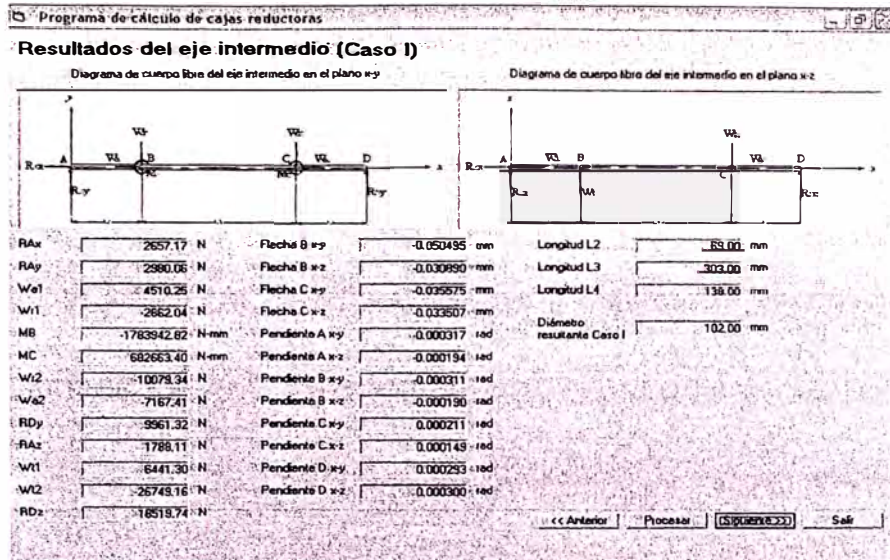 Programa de cálculo de cajas reductoras
Resultados del eje intermedio (Caso I)
Diagrama de cuerpo libre del eje intermedio en el plano x-y
Diagrama de cuerpo libre del eje intermedio en el plano x-z
A B C D x
A B C D x
RAx 2657.17 N
RAy 2980.06 N
Wa1 4510.25 N
Wr1 -2662.04 N
MB -1783942.82 N-mm
MC 682663.40 N-mm
Wr2 -10079.34 N
Wa2 -7167.41 N
RDy 9961.32 N
RAz 1788.11 N
Wt1 6441.30 N
Wt2 -26749.16 N
RDz 18519.74 N
Flecha B x-y -0.050495 mm
Flecha B x-z -0.030890 mm
Flecha C x-y -0.035575 mm
Flecha C x-z -0.033507 mm
Pendiente A x-y -0.000317 rad
Pendiente A x-z -0.000194 rad
Pendiente B x-y -0.000311 rad
Pendiente B x-z -0.000190 rad
Pendiente C x-y 0.000211 rad
Pendiente C x-z 0.000149 rad
Pendiente D x-y 0.000293 rad
Pendiente D x-z 0.000300 rad
Longitud L2 69.00 mm
Longitud L3 303.00 mm
Longitud L4 138.00 mm
Diámetro
resultante Caso I 102.00 mm
<< Anterior Procesar Siguiente >> Salir